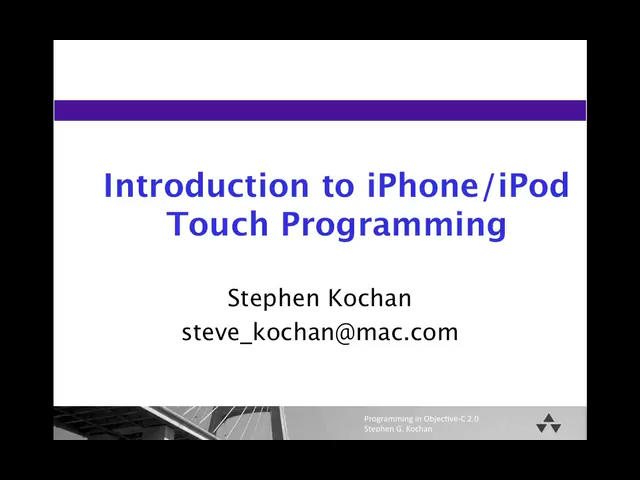 Introduction to iPhone/iPod
Touch Programming
Stephen Kochan
steve_kochan@mac.com
Programming in Objective-C 2.0
Stephen G. Kochan